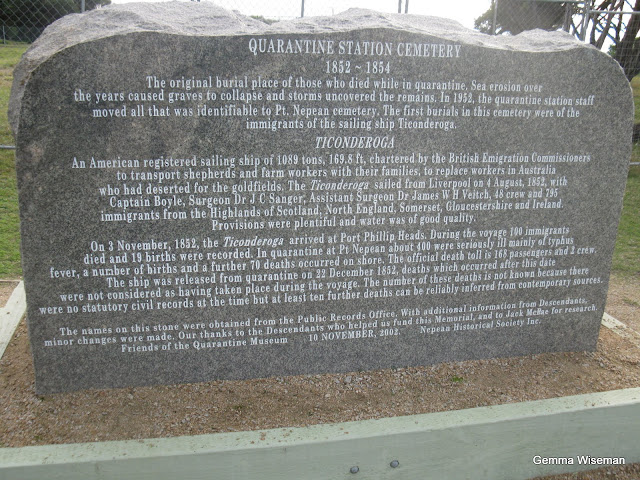 QUARANTINE STATION CEMETERY
1852 ~ 1854
The original burial place of those who died while in quarantine. Sea erosion over
the years caused graves to collapse and storms uncovered the remains. In 1952, the quarantine station staff
moved all that was identifiable to Pt. Nepean cemetery. The first burials in this cemetery were of the
immigrants of the sailing ship Ticonderoga.
TICONDEROGA
An American registered sailing ship of 1089 tons, 169.8 ft, chartered by the British Emigration Commissioners
to transport shepherds and farm workers with their families, to replace workers in Australia
who had deserted for the goldfields. The Ticonderoga sailed from Liverpool on 4 August, 1852, with
Captain Boyle, Surgeon Dr J C Sanger, Assistant Surgeon Dr James W H Veitch, 48 crew and 795
immigrants from the Highlands of Scotland, North England, Somerset, Gloucestershire and Ireland.
Provisions were plentiful and water was of good quality.
On 3 November, 1852, the Ticonderoga arrived at Port Phillip Heads. During the voyage 100 immigrants
died and 19 births were recorded. In quarantine at Pt Nepean about 400 were seriously ill mainly of typhus
fever, a number of births and a further 70 deaths occurred on shore. The official death toll is 168 passengers and 2 crew.
The ship was released from quarantine on 22 December 1852, deaths which occurred after this date
were not considered as having taken place during the voyage. The number of these deaths is not known because there
were no statutory civil records at the time but at least ten further deaths can be reliably inferred from contemporary sources.
The names on this stone were obtained from the Public Records Office. With additional information from Descendants,
minor changes were made. Our thanks to the Descendants who helped us fund this Memorial, and to Jack McRae for research.
Friends of the Quarantine Museum 10 NOVEMBER, 2002. Nepean Historical Society Inc.
Gemma Wiseman